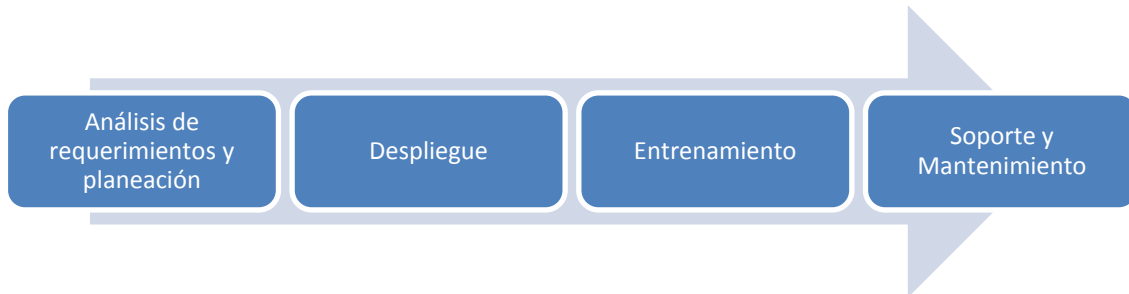 Análisis de
requerimientos y
planeación
Despliegue
Entrenamiento
Soporte y
Mantenimiento